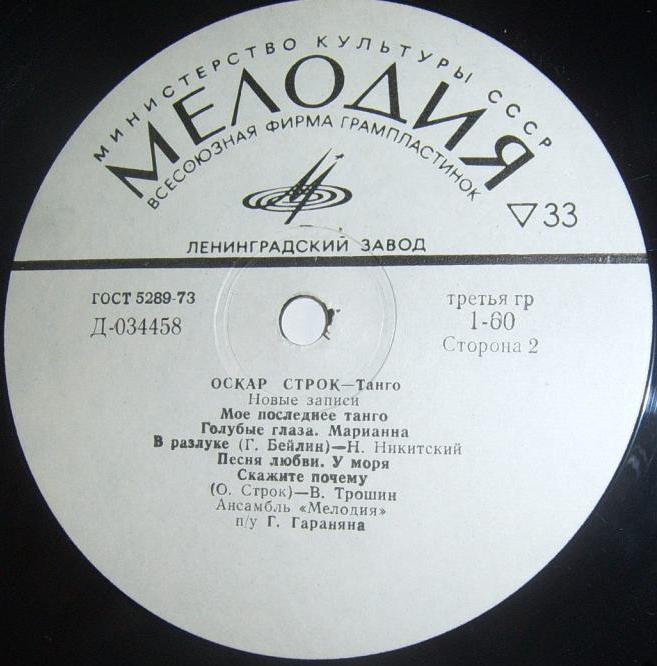 МИНИСТЕРСТВО КУЛЬТУРЫ СССР
МЕЛОДИЯ
ВСЕСОЮЗНАЯ ФИРМА ГРАМПЛАСТИНОК
▽33
ЛЕНИНГРАДСКИЙ ЗАВОД
ГОСТ 5289-73
Д-034458
третья гр
1-60
Сторона 2
ОСКАР СТРОК—Танго
Новые записи
Мое последнее танго
Голубые глаза. Марианна
В разлуке (Г. Бейлин)—Н. Никитский
Песня любви. У моря
Скажите почему
(О. Строк)—В. Трошин
Ансамбль «Мелодия»
п/у Г. Гараняна